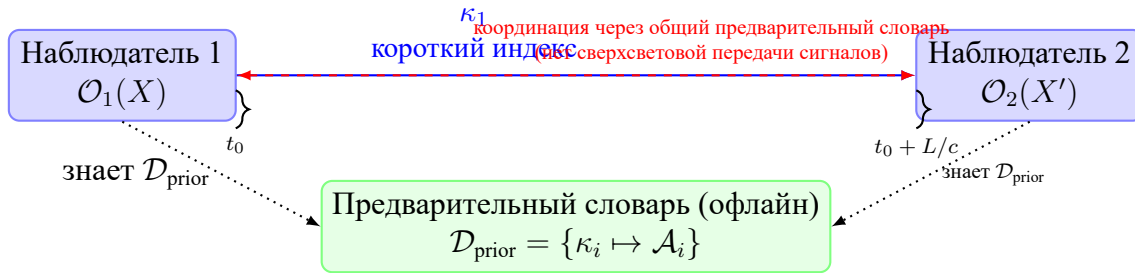 κ₁
координация через общий предварительный словарь
короткий индекс
(нет сверхсветовой передачи сигналов)
Наблюдатель 1
𝒪₁(X)
Наблюдатель 2
𝒪₂(X′)
t₀
t₀ + L/c
знает 𝒟_prior
знает 𝒟_prior
Предварительный словарь (офлайн)
𝒟_prior = {κᵢ ↦ 𝒜ᵢ}